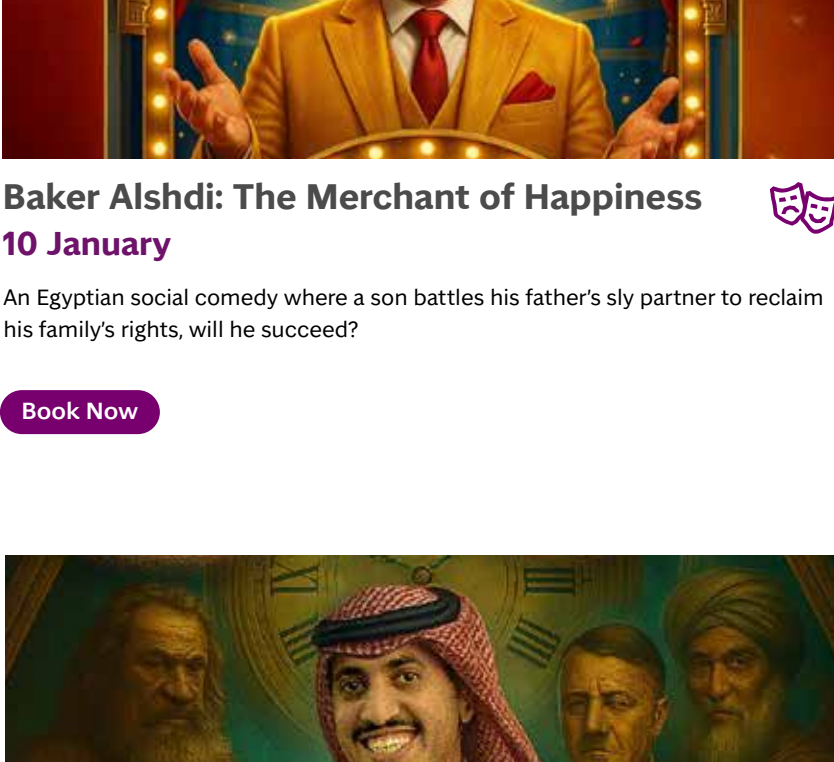 Baker Alshdi: The Merchant of Happiness
10 January
An Egyptian social comedy where a son battles his father's sly partner to reclaim
his family's rights, will he succeed?
Book Now